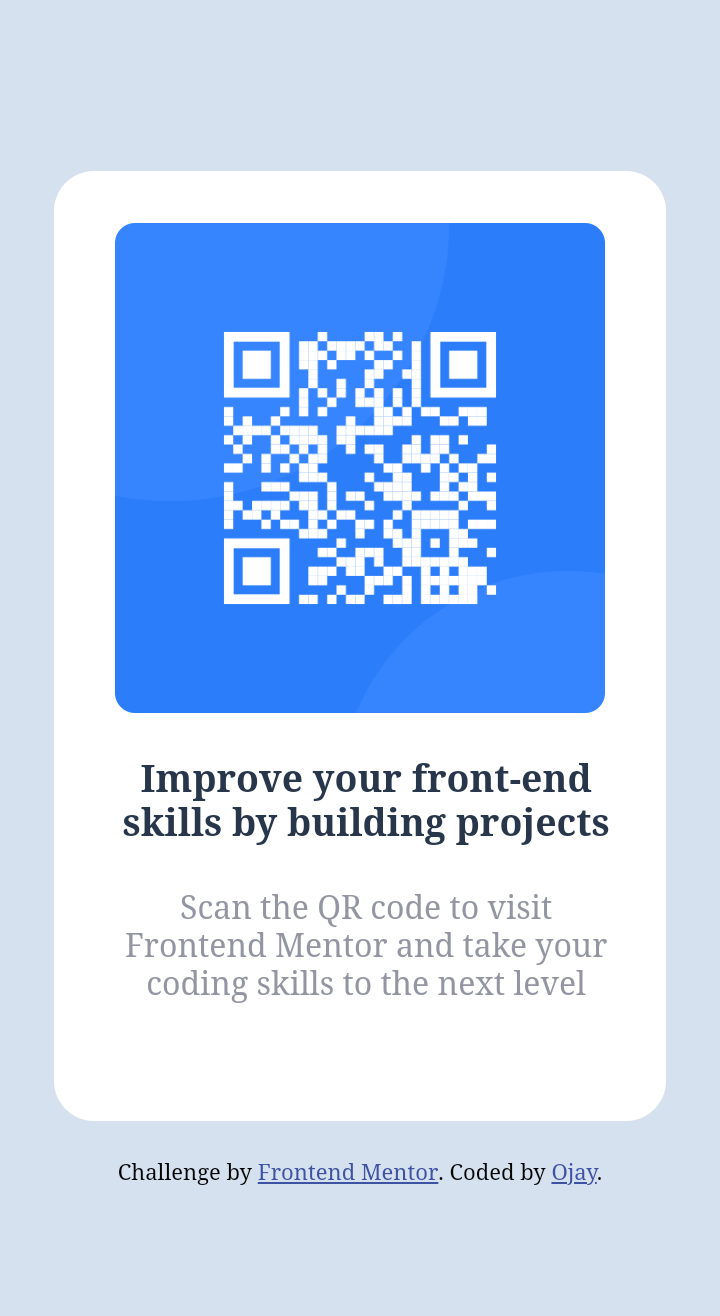 Improve your front-end
skills by building projects
Scan the QR code to visit
Frontend Mentor and take your
coding skills to the next level
Challenge by Frontend Mentor. Coded by Ojay.